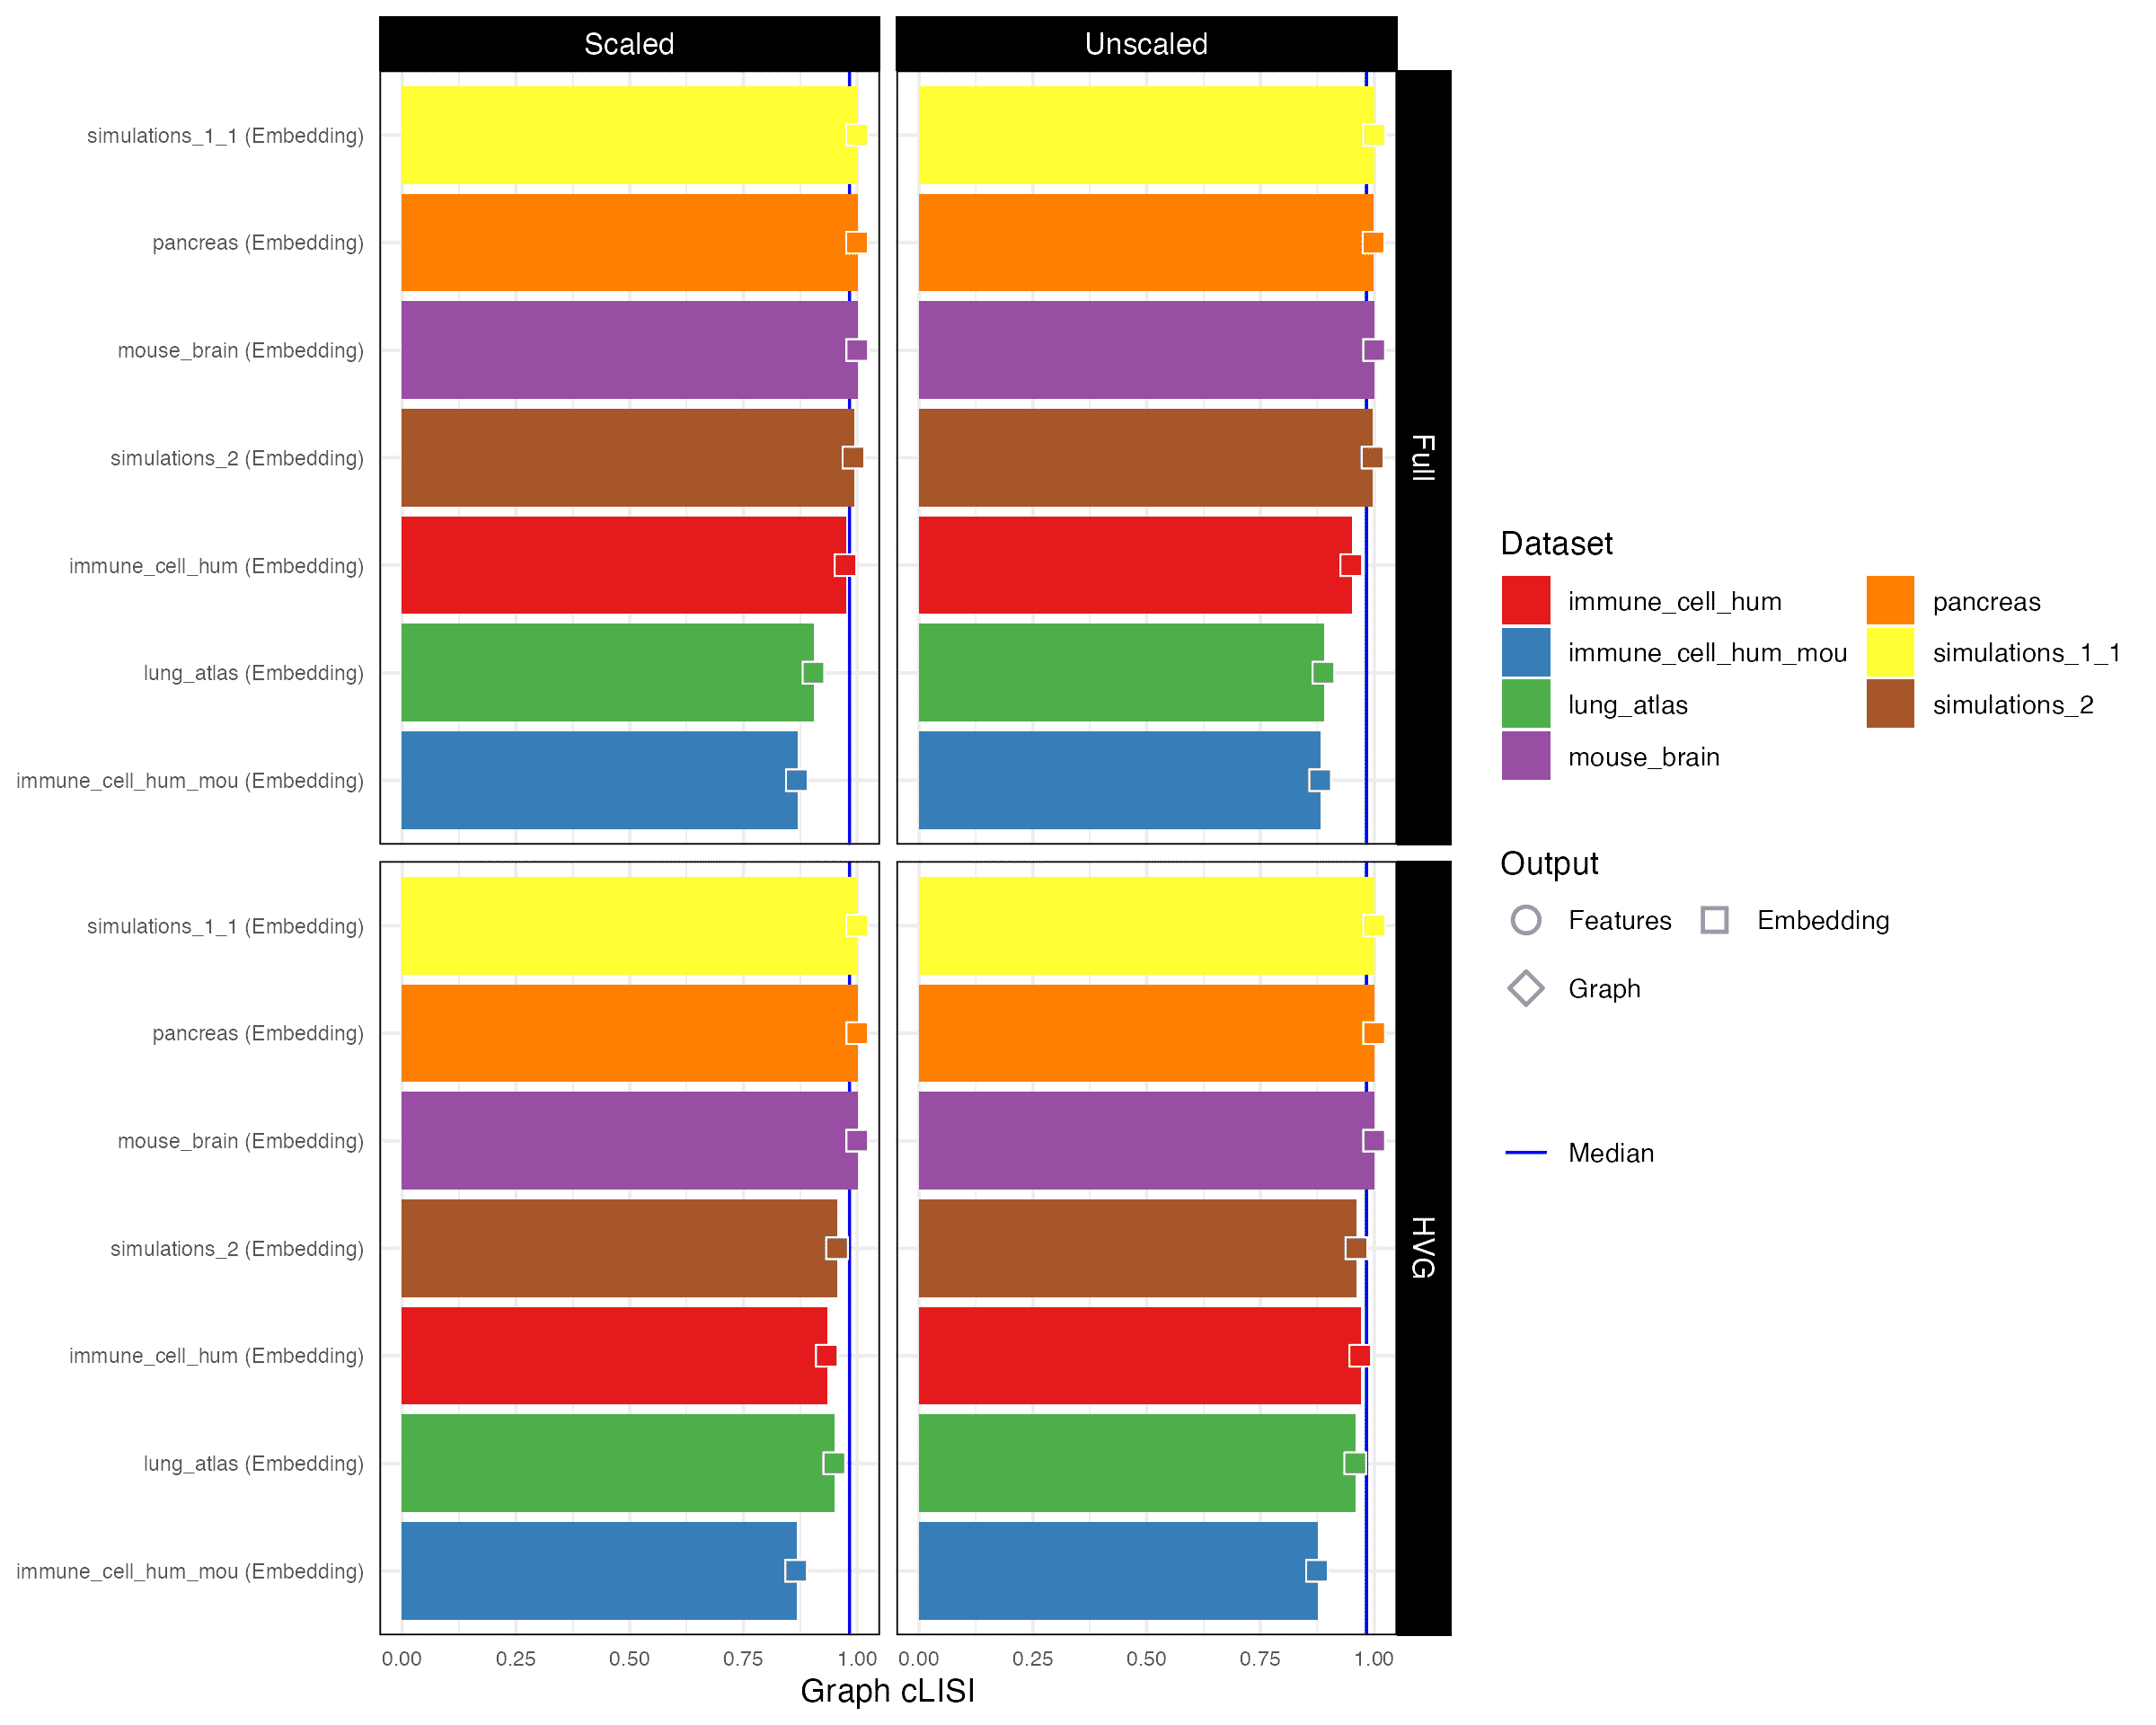 Scaled
Unscaled
simulations_1_1 (Embedding)
pancreas (Embedding)
mouse_brain (Embedding)
simulations_2 (Embedding)
immune_cell_hum (Embedding)
lung_atlas (Embedding)
immune_cell_hum_mou (Embedding)
Full
simulations_1_1 (Embedding)
pancreas (Embedding)
mouse_brain (Embedding)
simulations_2 (Embedding)
immune_cell_hum (Embedding)
lung_atlas (Embedding)
immune_cell_hum_mou (Embedding)
HVG
0.00 0.25 0.50 0.75 1.00
0.00 0.25 0.50 0.75 1.00
Graph cLISI
Dataset
immune_cell_hum
immune_cell_hum_mou
lung_atlas
mouse_brain
pancreas
simulations_1_1
simulations_2
Output
Features
Embedding
Graph
Median